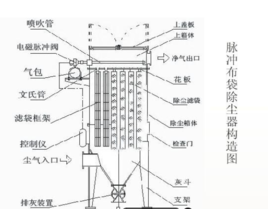 喷吹管
上盖板
上箱体
电磁脉冲阀
净气出口
气包
花板
文氏管
除尘滤袋
滤袋框架
除尘箱体
控制仪
检查门
尘气入口
灰斗
排灰装置
支架
脉冲布袋除尘器构造图